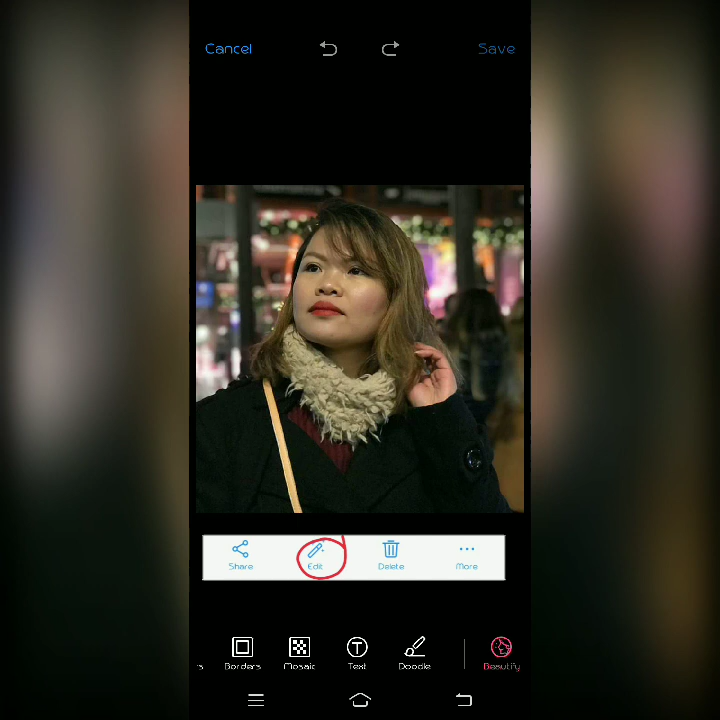 Cancel
Save
Share
Edit
Delete
More
s
Borders
Mosaic
Text
Doodle
Beautify